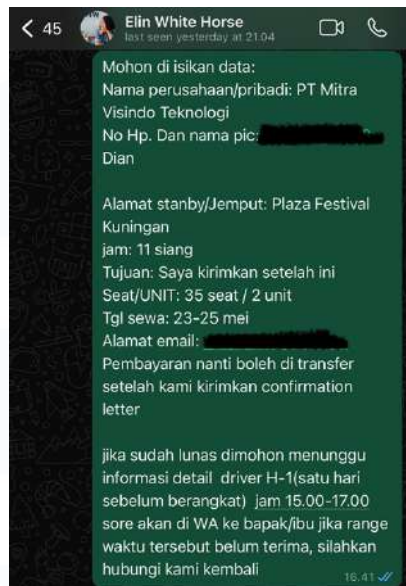 45
Elin White Horse
last seen yesterday at 21.04
Mohon di isikan data:
Nama perusahaan/pribadi: PT Mitra
Visindo Teknologi
No Hp. Dan nama pic:
Dian
Alamat stanby/Jemput: Plaza Festival
Kuningan
jam: 11 siang
Tujuan: Saya kirimkan setelah ini
Seat/UNIT: 35 seat / 2 unit
Tgl sewa: 23-25 mei
Alamat email:
Pembayaran nanti boleh di transfer
setelah kami kirimkan confirmation
letter
jika sudah lunas dimohon menunggu
informasi detail driver H-1(satu hari
sebelum berangkat) jam 15.00-17.00
sore akan di WA ke bapak/ibu jika range
waktu tersebut belum terima, silahkan
hubungi kami kembali
16.41